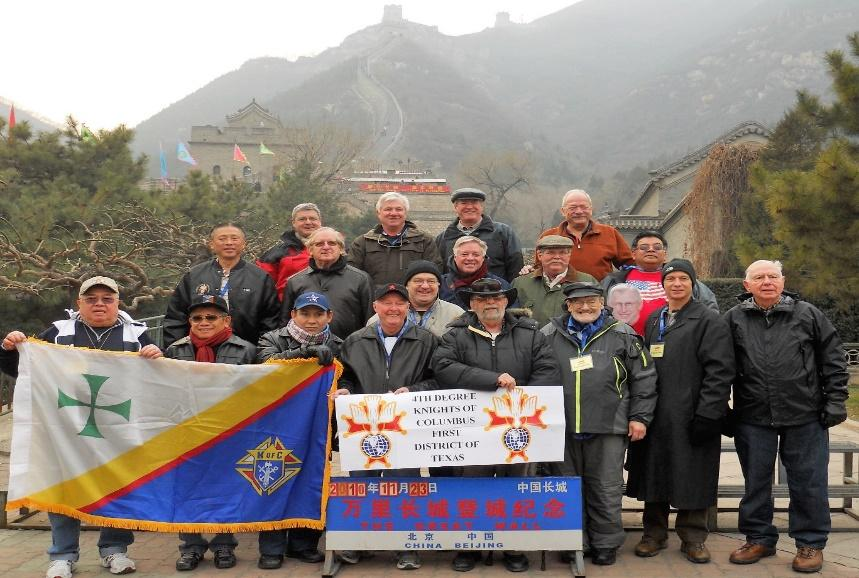 4TH DEGREE
KNIGHTS OF
COLUMBUS
FIRST
DISTRICT OF
TEXAS
K OF C
2010年11月23日 中国长城
万里长城登城纪念
THE GREAT WALL
北京 中国
CHINA BEIJING